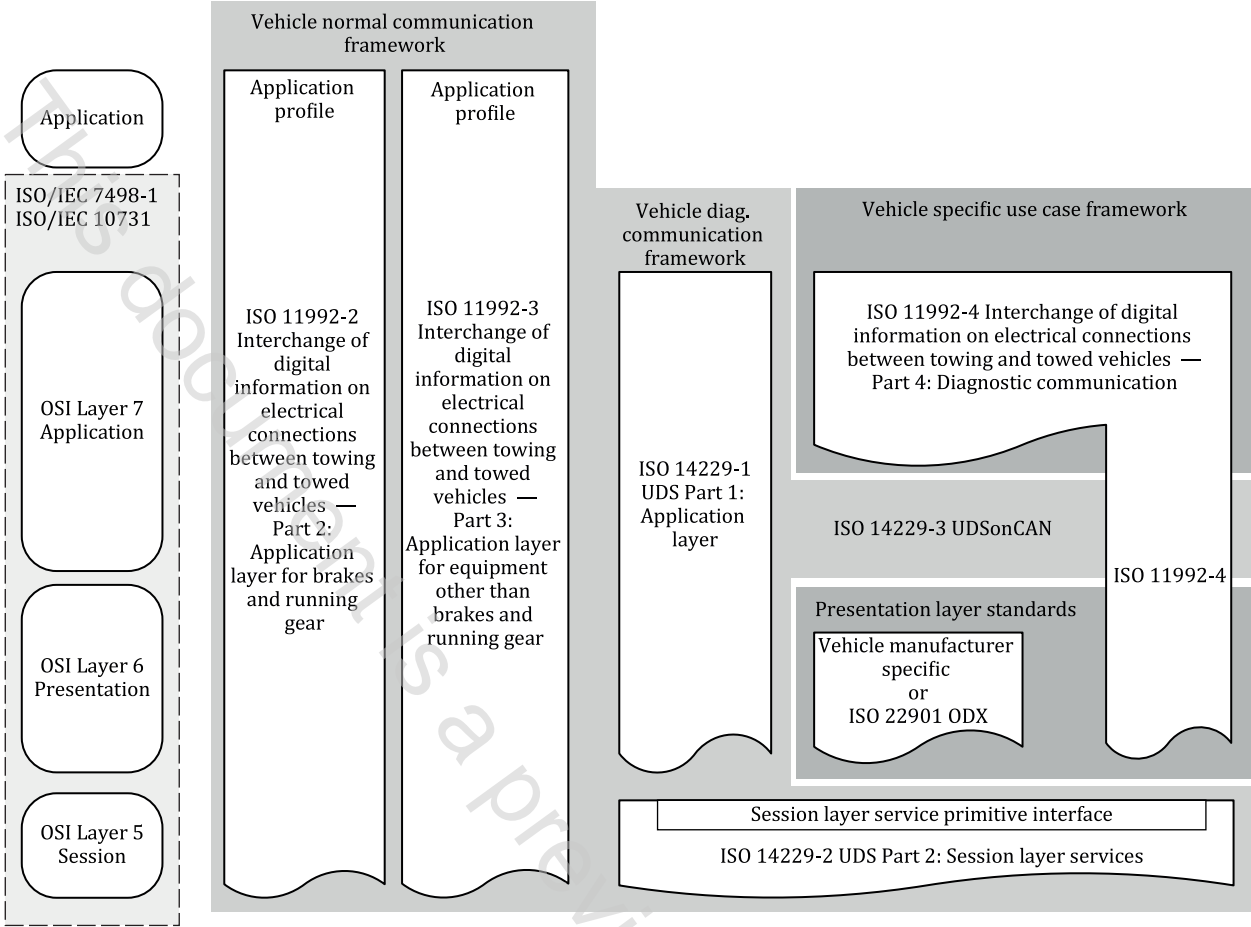 Vehicle normal communication
framework
Application
Application
profile
Application
profile
ISO/IEC 7498-1
ISO/IEC 10731
Vehicle diag.
communication
framework
Vehicle specific use case framework
OSI Layer 7
Application
ISO 11992-2
Interchange of
digital
information on
electrical
connections
between towing
and towed
vehicles —
Part 2:
Application
layer for brakes
and running
gear
ISO 11992-3
Interchange of
digital
information on
electrical
connections
between towing
and towed
vehicles —
Part 3:
Application layer
for equipment
other than
brakes and
running gear
ISO 14229-1
UDS Part 1:
Application
layer
ISO 11992-4 Interchange of digital
information on electrical connections
between towing and towed vehicles —
Part 4: Diagnostic communication
ISO 14229-3 UDSonCAN
ISO 11992-4
OSI Layer 6
Presentation
Presentation layer standards
Vehicle manufacturer
specific
or
ISO 22901 ODX
OSI Layer 5
Session
Session layer service primitive interface
ISO 14229-2 UDS Part 2: Session layer services
This document is a